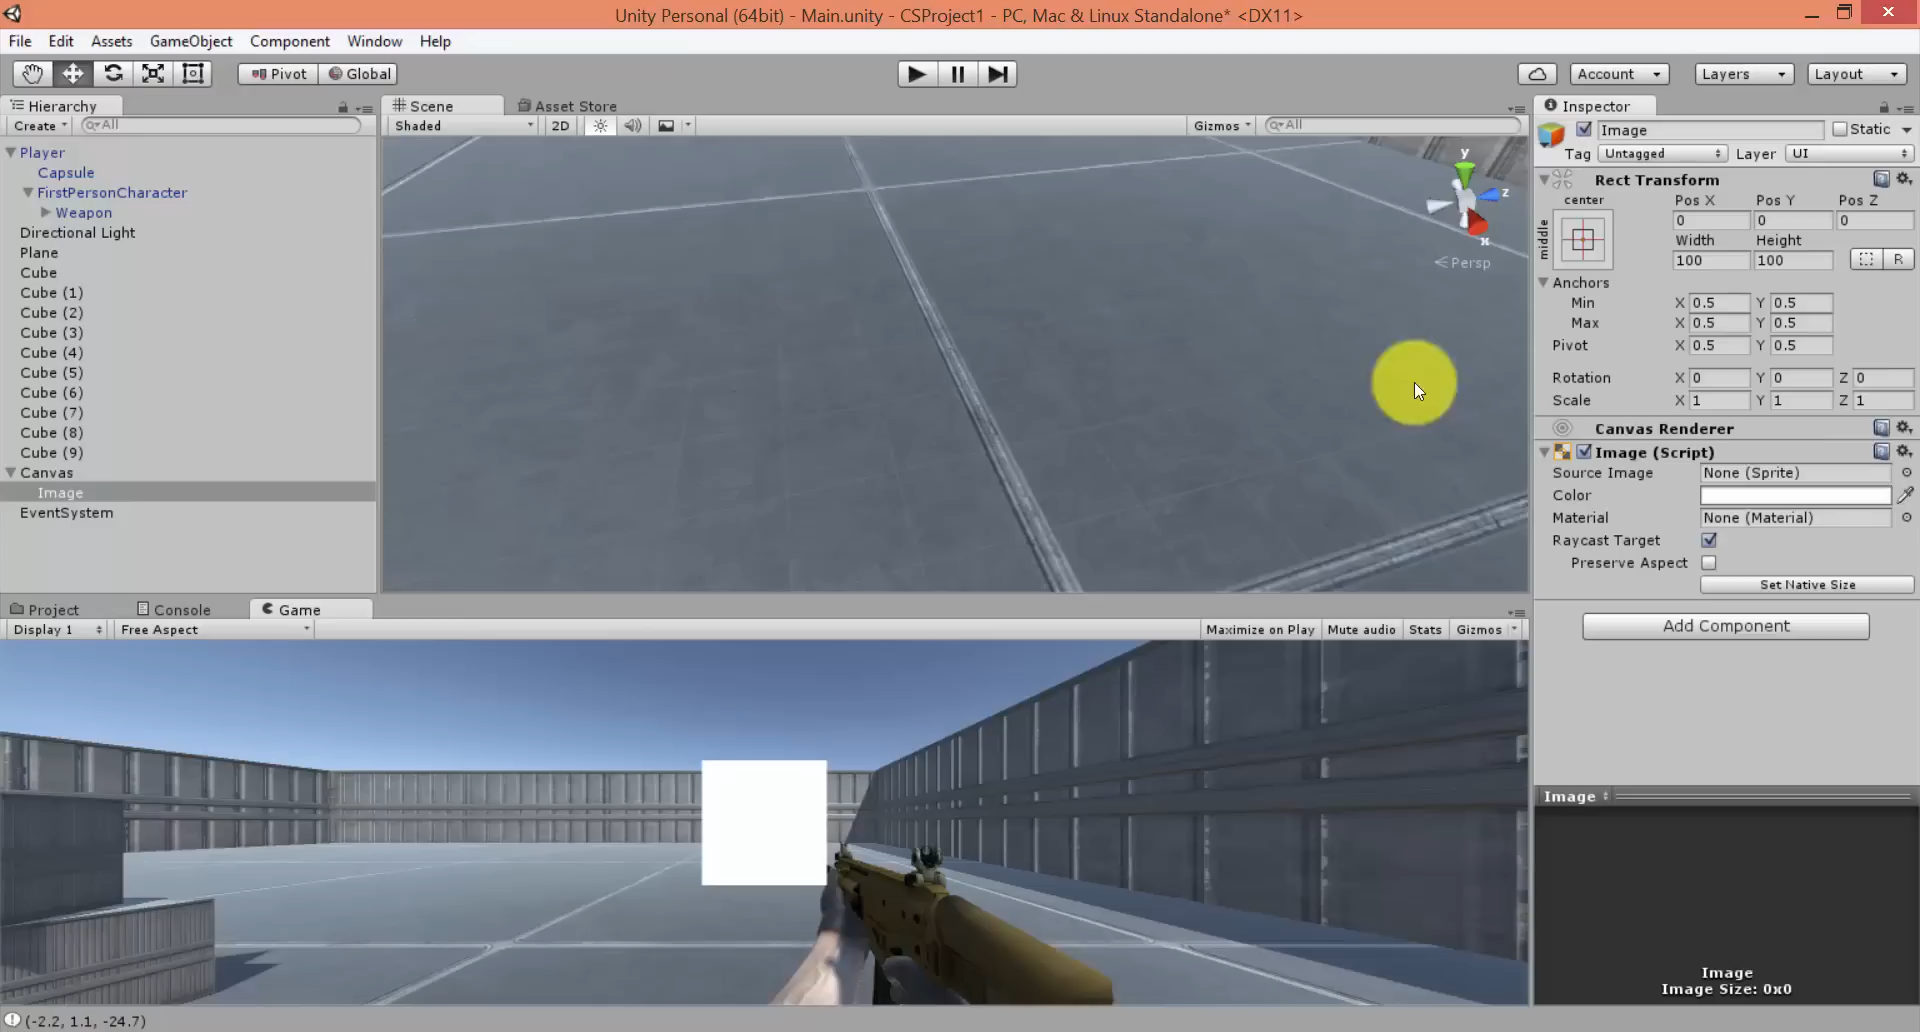 Unity Personal (64bit) - Main.unity - CSProject1 - PC, Mac & Linux Standalone* <DX11>
File Edit Assets GameObject Component Window Help
Pivot Global Account Layers Layout
Hierarchy
Create All
Player
Capsule
FirstPersonCharacter
Weapon
Directional Light
Plane
Cube
Cube (1)
Cube (2)
Cube (3)
Cube (4)
Cube (5)
Cube (6)
Cube (7)
Cube (8)
Cube (9)
Canvas
Image
EventSystem
Scene Asset Store
Shaded 2D Gizmos All
y
z
x
Persp
Inspector
Image Static
Tag Untagged Layer UI
Rect Transform
center Pos X Pos Y Pos Z
middle 0 0 0
Width Height
100 100 R
Anchors
Min X 0.5 Y 0.5
Max X 0.5 Y 0.5
Pivot X 0.5 Y 0.5
Rotation X 0 Y 0 Z 0
Scale X 1 Y 1 Z 1
Canvas Renderer
Image (Script)
Source Image None (Sprite)
Color
Material None (Material)
Raycast Target
Preserve Aspect
Set Native Size
Add Component
Project Console Game
Display 1 Free Aspect Maximize on Play Mute audio Stats Gizmos
Image
Image
Image Size: 0x0
(-2.2, 1.1, -24.7)